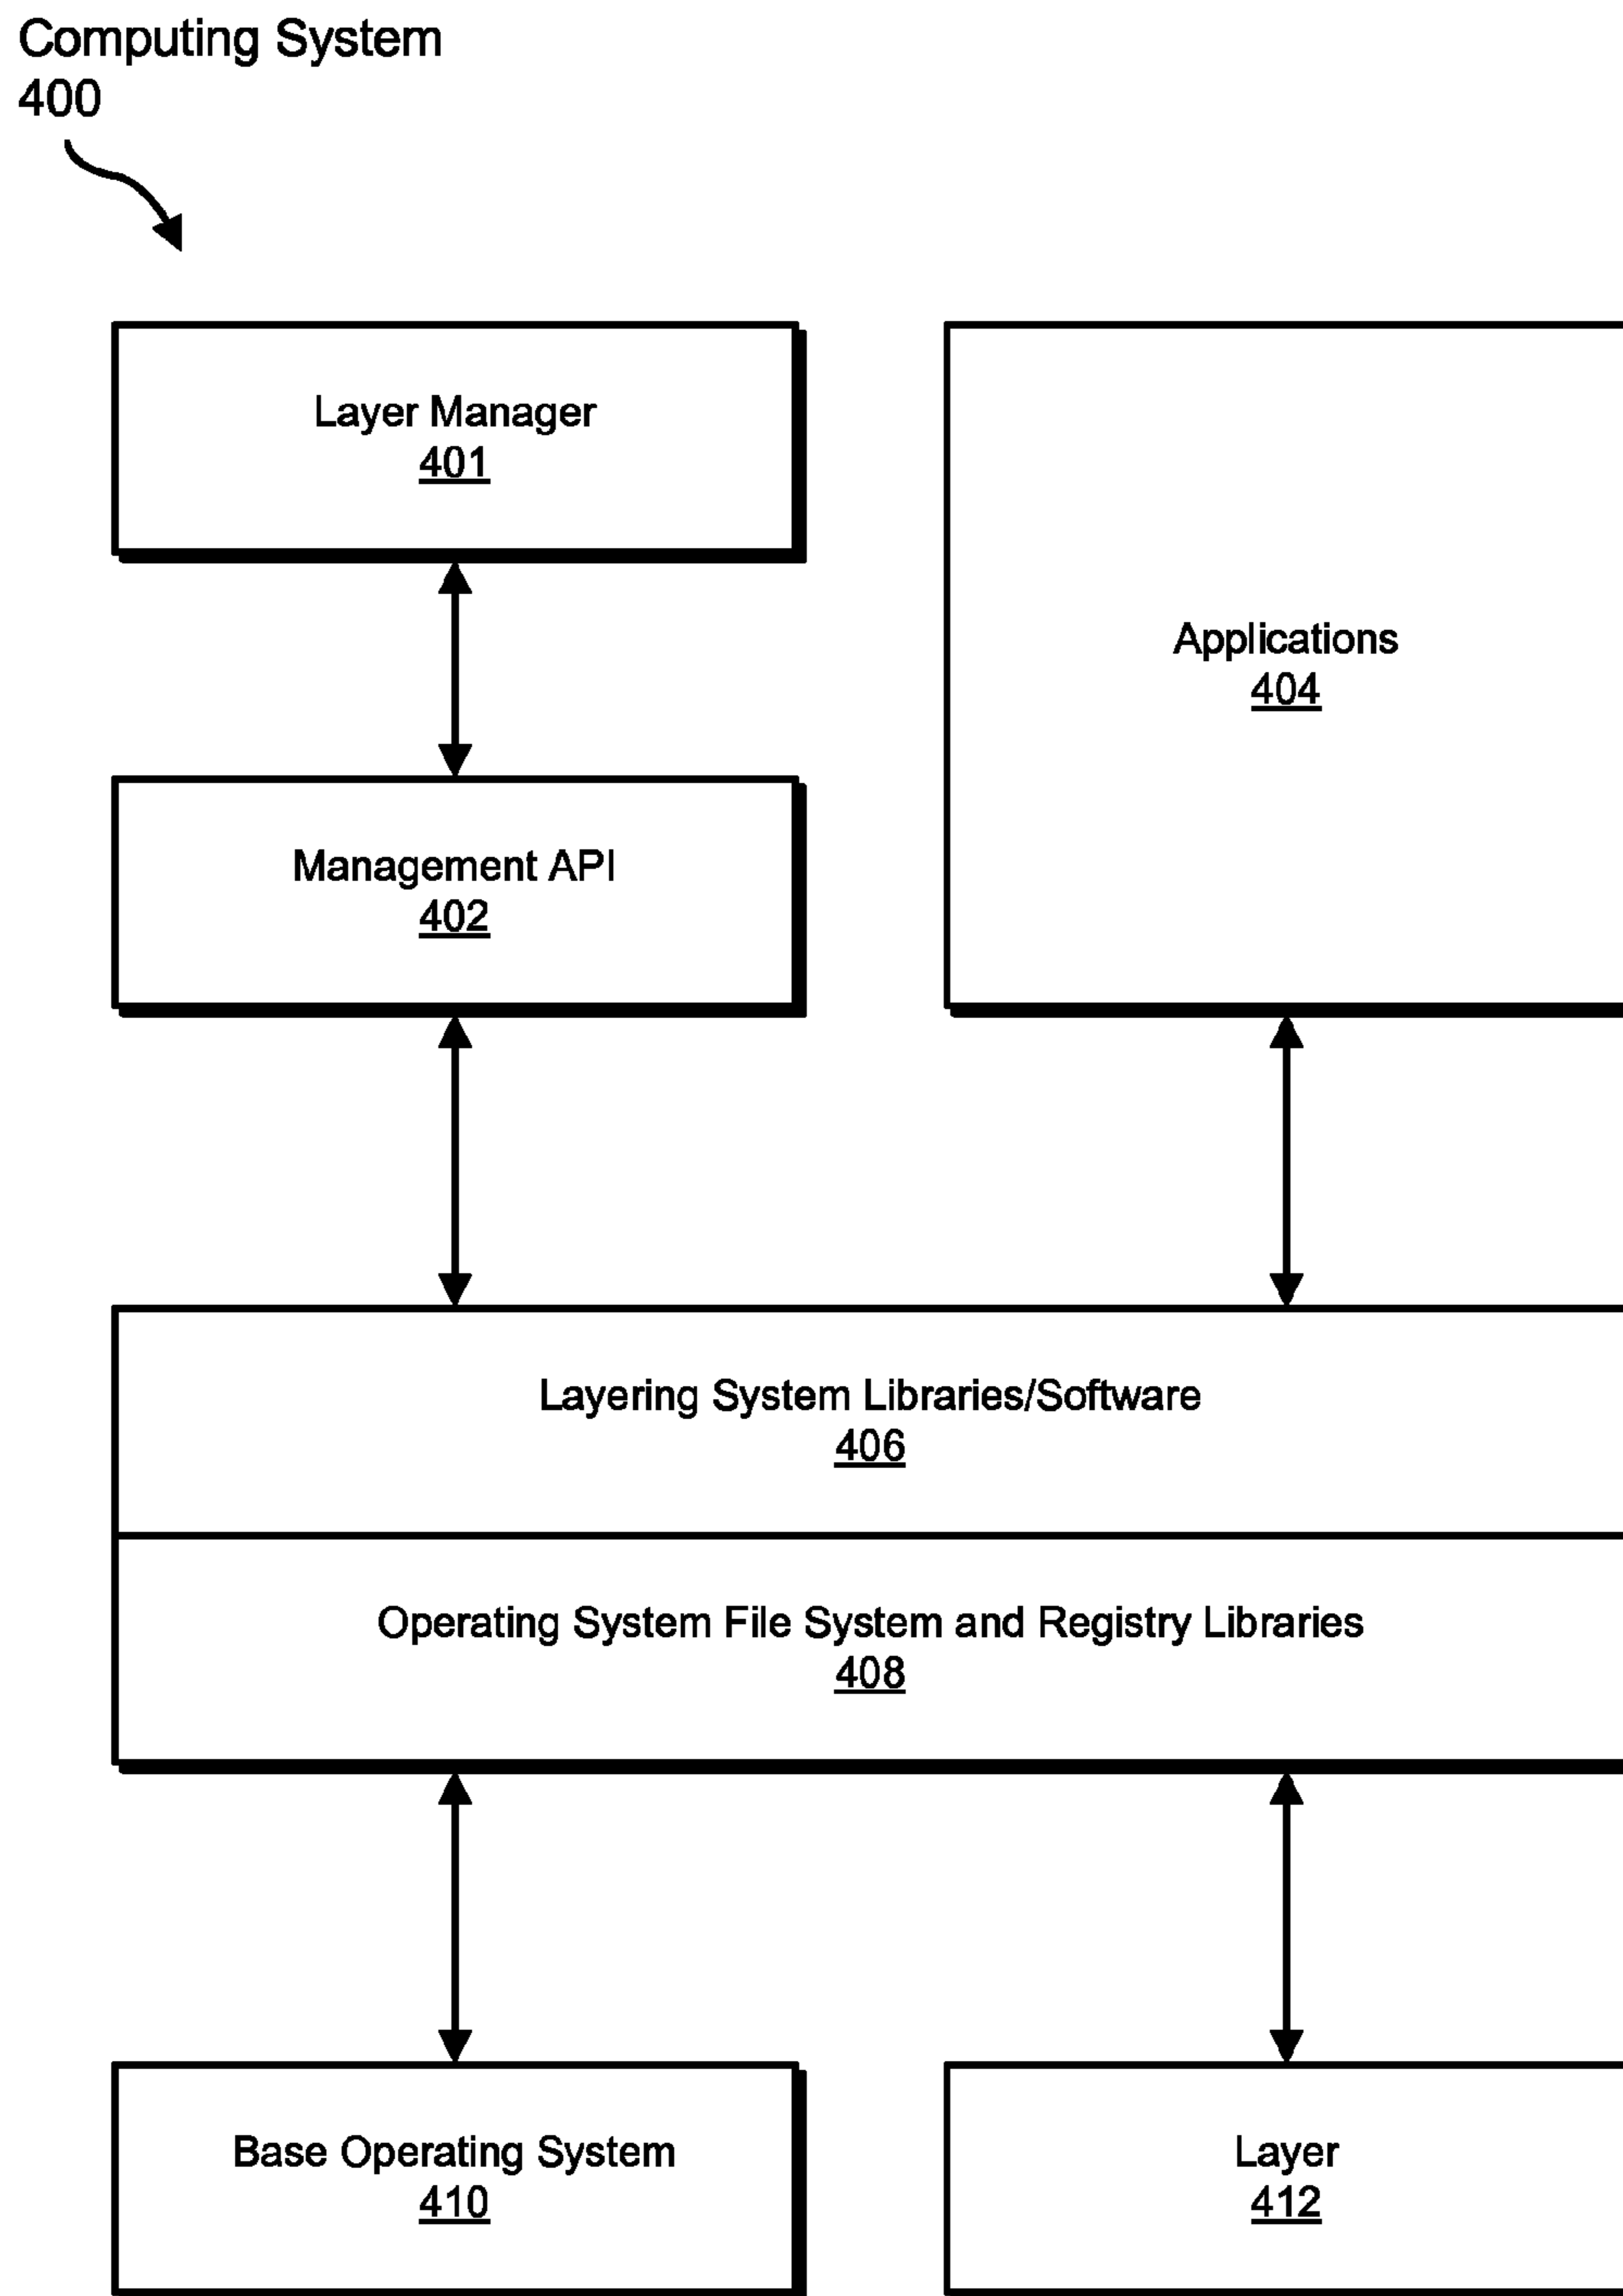 Computing System
400
Layer Manager
401
Applications
404
Management API
402
Layering System Libraries/Software
406
Operating System File System and Registry Libraries
408
Base Operating System
410
Layer
412